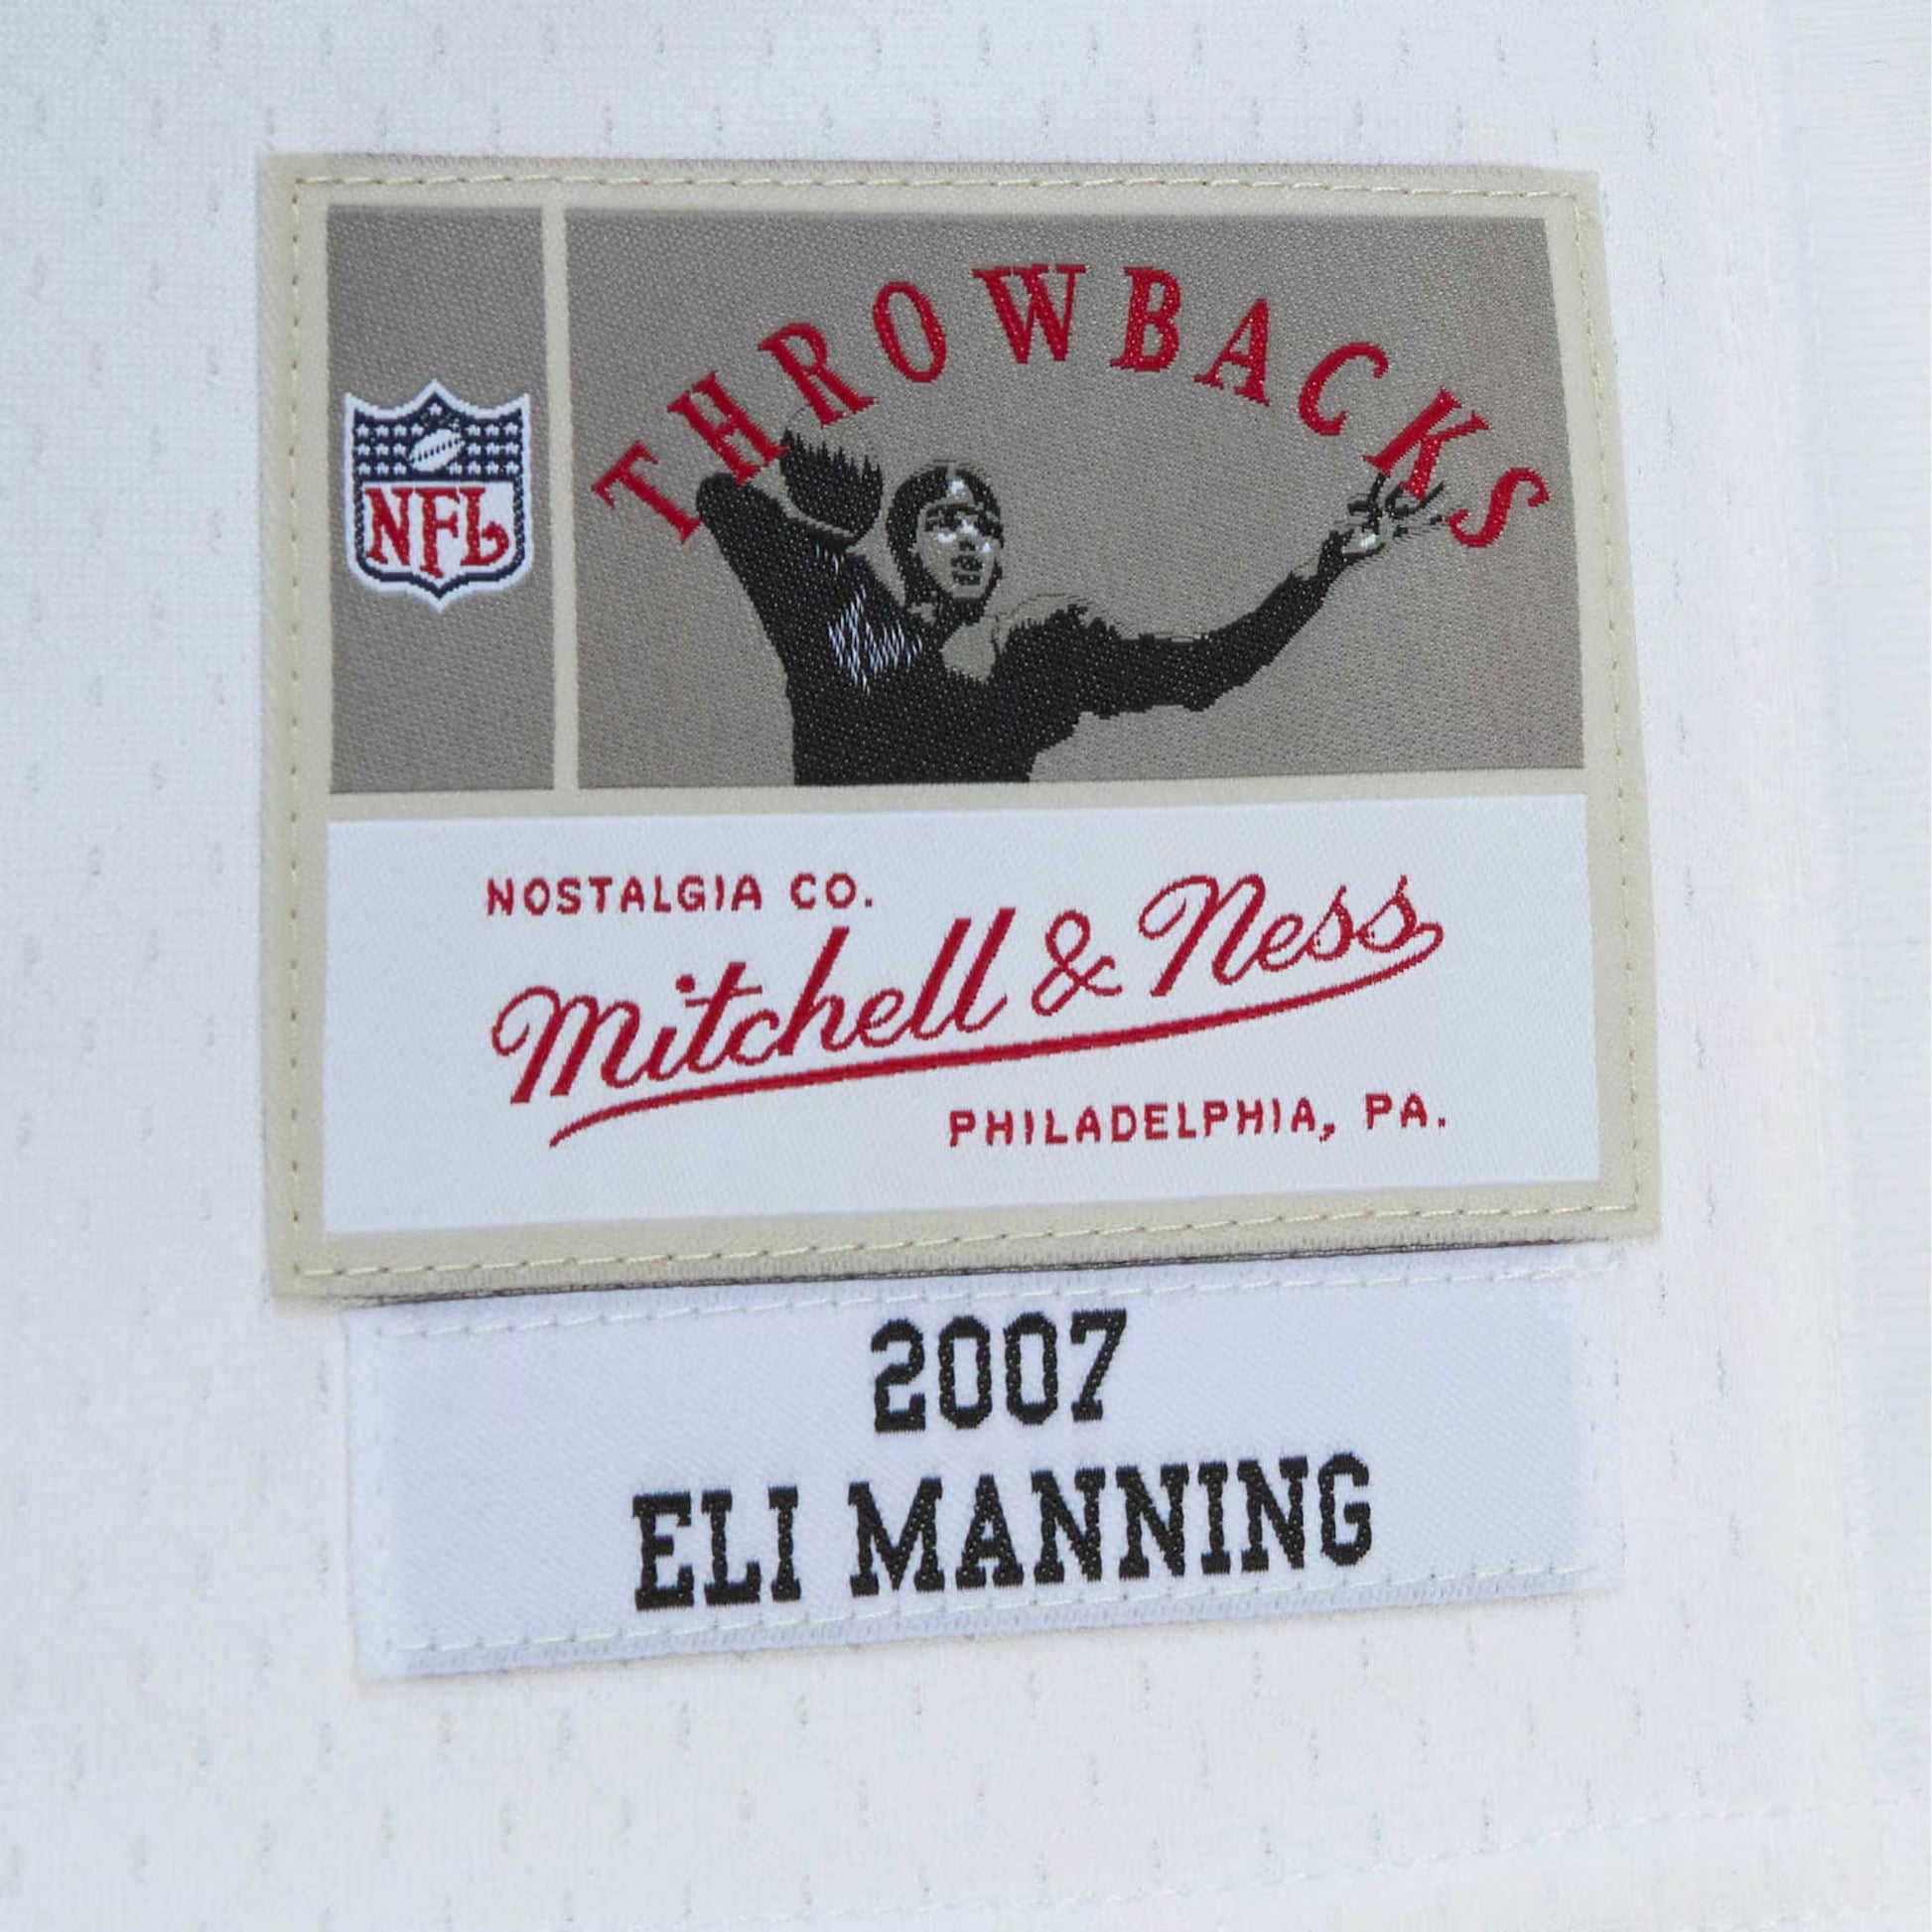 THROWBACKS
NFL
NOSTALGIA CO.
Mitchell & Ness
PHILADELPHIA, PA.
2007
ELI MANNING